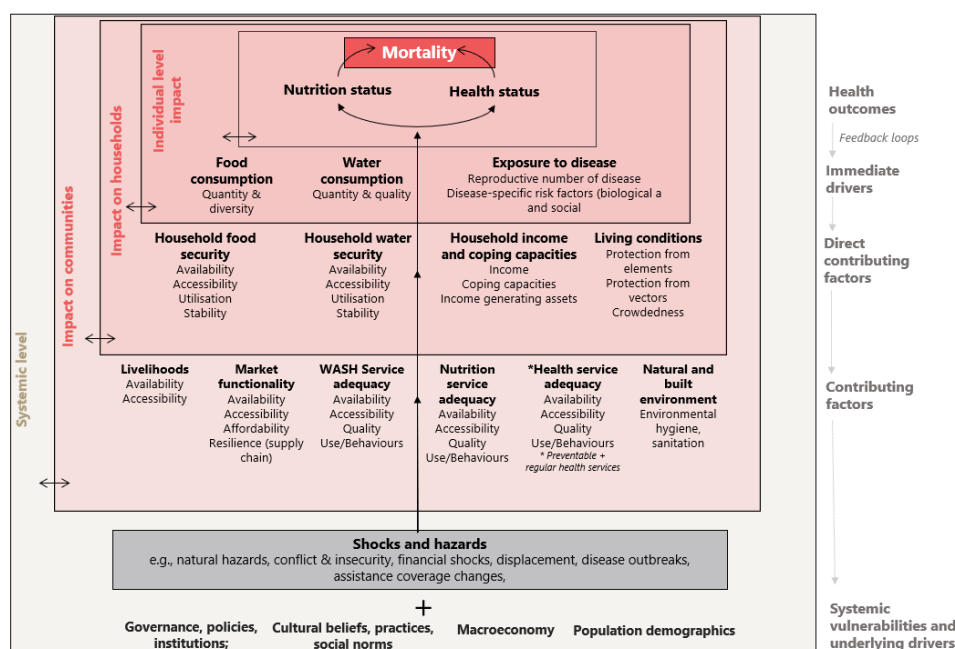 Mortality
Nutrition status
Health status
Individual level
impact
Food
consumption
Quantity &
diversity
Water
consumption
Quantity & quality
Exposure to disease
Reproductive number of disease
Disease-specific risk factors (biological a
and social
Impact on households
Household food
security
Availability
Accessibility
Utilisation
Stability
Household water
security
Availability
Accessibility
Utilisation
Stability
Household income
and coping capacities
Income
Coping capacities
Income generating assets
Living conditions
Protection from
elements
Protection from
vectors
Crowdedness
Impact on communities
Livelihoods
Availability
Accessibility
Market
functionality
Availability
Accessibility
Affordability
Resilience (supply
chain)
WASH Service
adequacy
Availability
Accessibility
Quality
Use/Behaviours
Nutrition
service
adequacy
Availability
Accessibility
Quality
Use/Behaviours
*Health service
adequacy
Availability
Accessibility
Quality
Use/Behaviours
* Preventable +
regular health services
Natural and
built
environment
Environmental
hygiene,
sanitation
Systemic level
Shocks and hazards
e.g., natural hazards, conflict & insecurity, financial shocks, displacement, disease outbreaks,
assistance coverage changes,
+
Governance, policies,
institutions;
Cultural beliefs, practices,
social norms
Macroeconomy
Population demographics
Health
outcomes
Feedback loops
Immediate
drivers
Direct
contributing
factors
Contributing
factors
Systemic
vulnerabilities and
underlying drivers